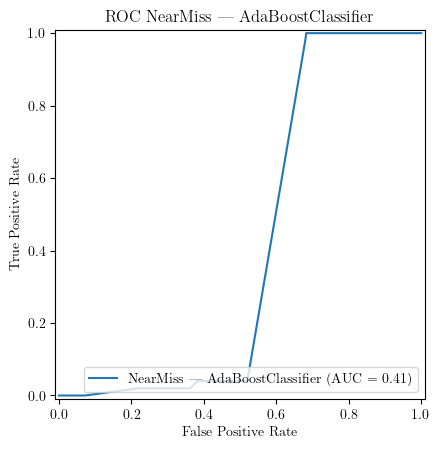 ROC NearMiss — AdaBoostClassifier
1.0
0.8
0.6
0.4
0.2
0.0
True Positive Rate
NearMiss — AdaBoostClassifier (AUC = 0.41)
0.0 0.2 0.4 0.6 0.8 1.0
False Positive Rate